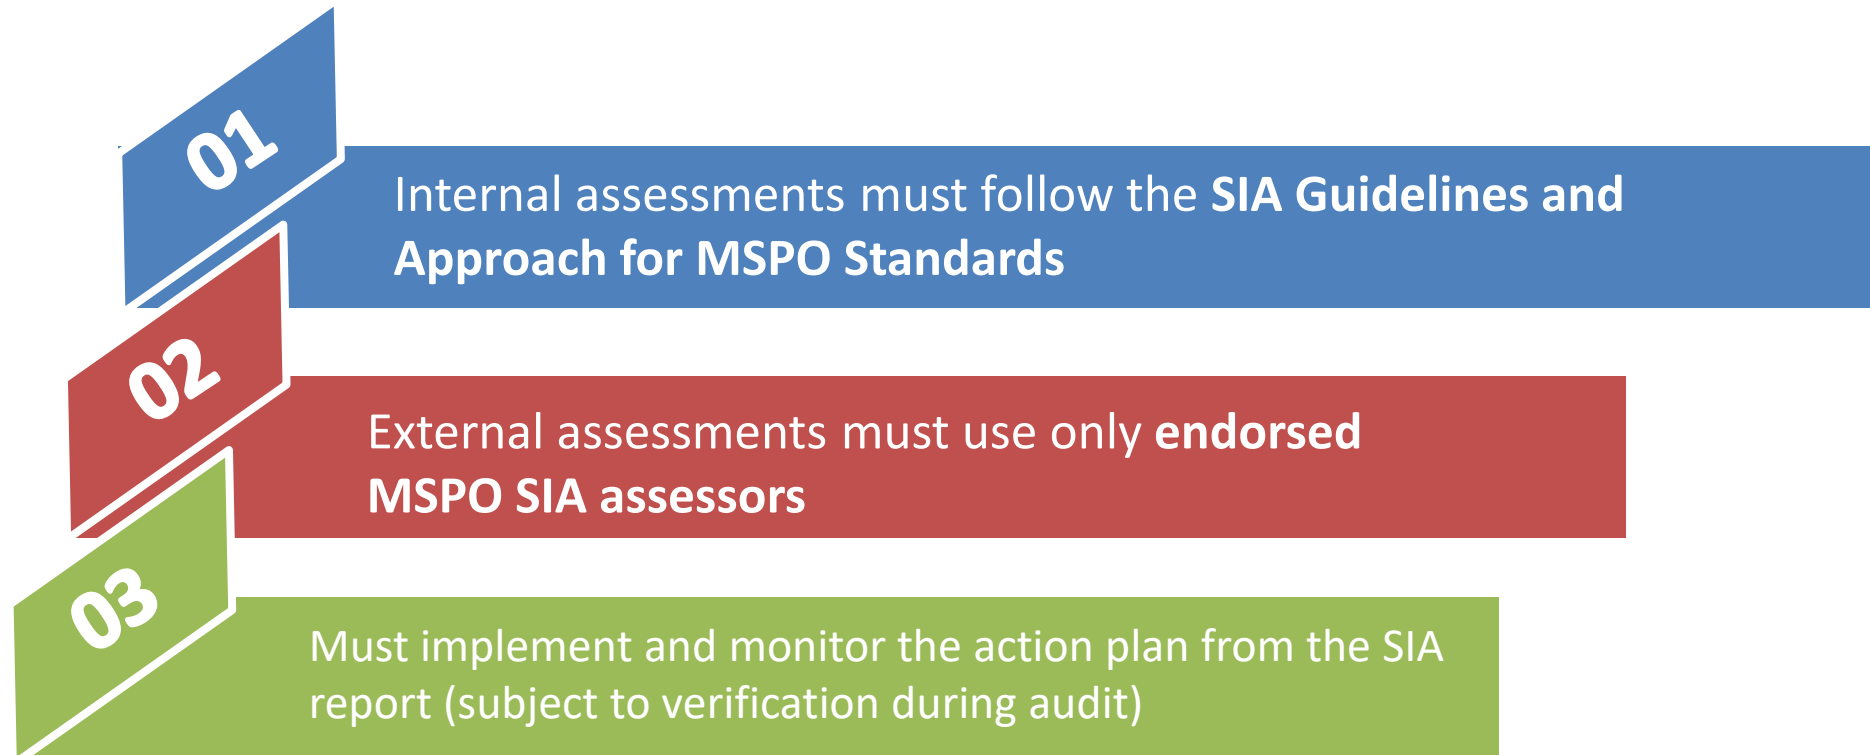 01
Internal assessments must follow the SIA Guidelines and
Approach for MSPO Standards
02
External assessments must use only endorsed
MSPO SIA assessors
03
Must implement and monitor the action plan from the SIA
report (subject to verification during audit)